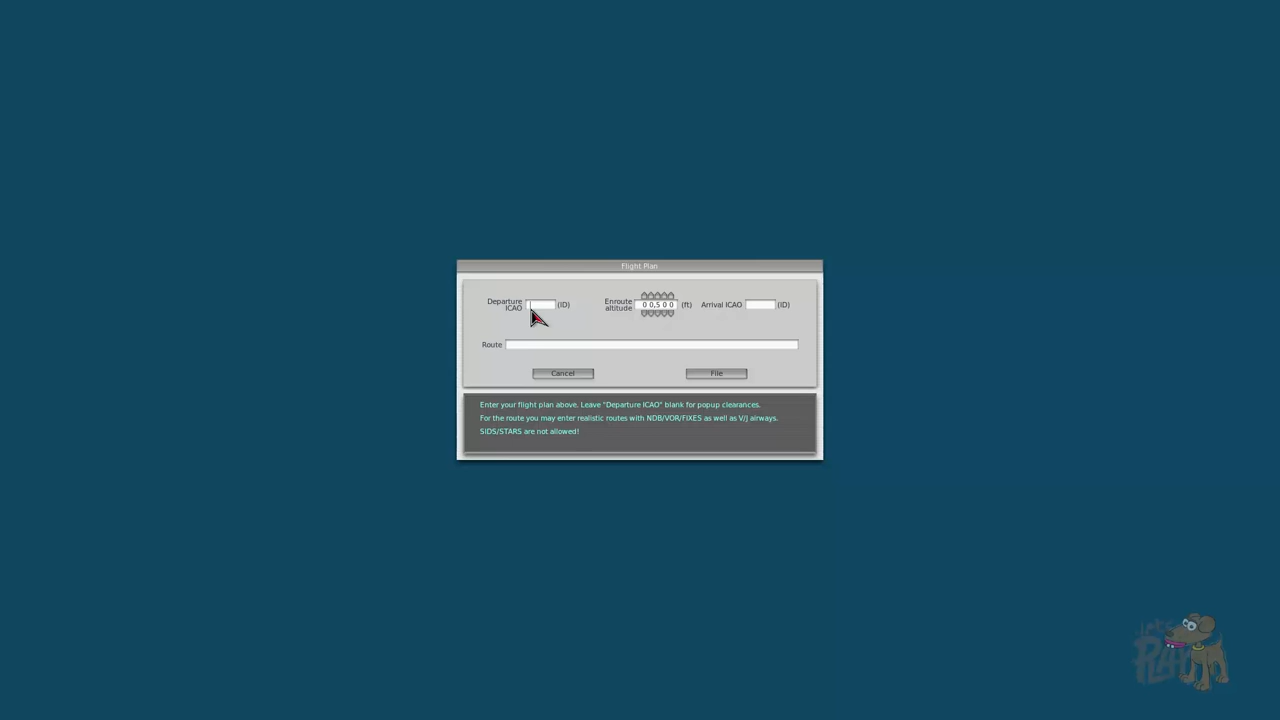 Flight Plan
Departure ICAO (ID)
Enroute altitude 0 0,5 0 0 (ft)
Arrival ICAO (ID)
Route
Cancel
File
Enter your flight plan above. Leave "Departure ICAO" blank for popup clearances.
For the route you may enter realistic routes with NDB/VOR/FIXES as well as V/J airways.
SIDS/STARS are not allowed!
let's
PLAY